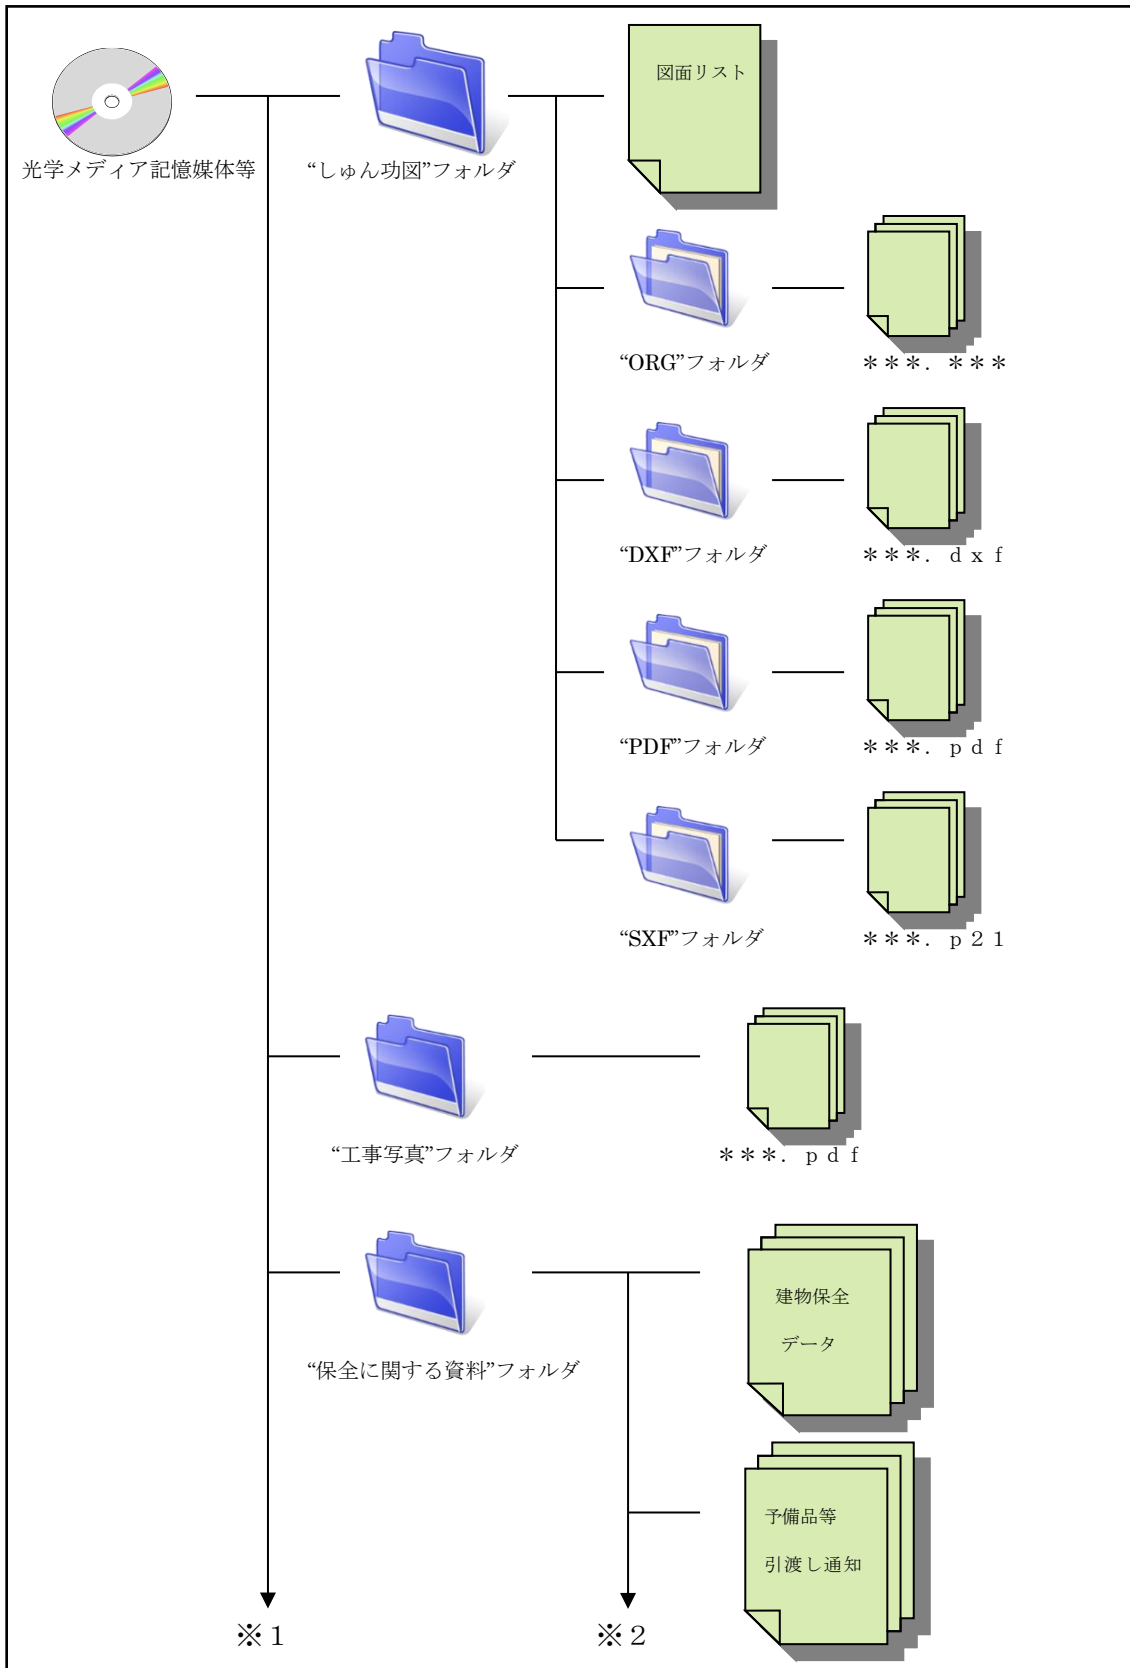 図面リスト
光学メディア記憶媒体等
“しゅん功図”フォルダ
“ORG”フォルダ
＊＊＊．＊＊＊
“DXF”フォルダ
＊＊＊．ｄｘｆ
“PDF”フォルダ
＊＊＊．ｐｄｆ
“SXF”フォルダ
＊＊＊．ｐ２１
“工事写真”フォルダ
＊＊＊．ｐｄｆ
建物保全
データ
“保全に関する資料”フォルダ
予備品等
引渡し通知
※１
※２